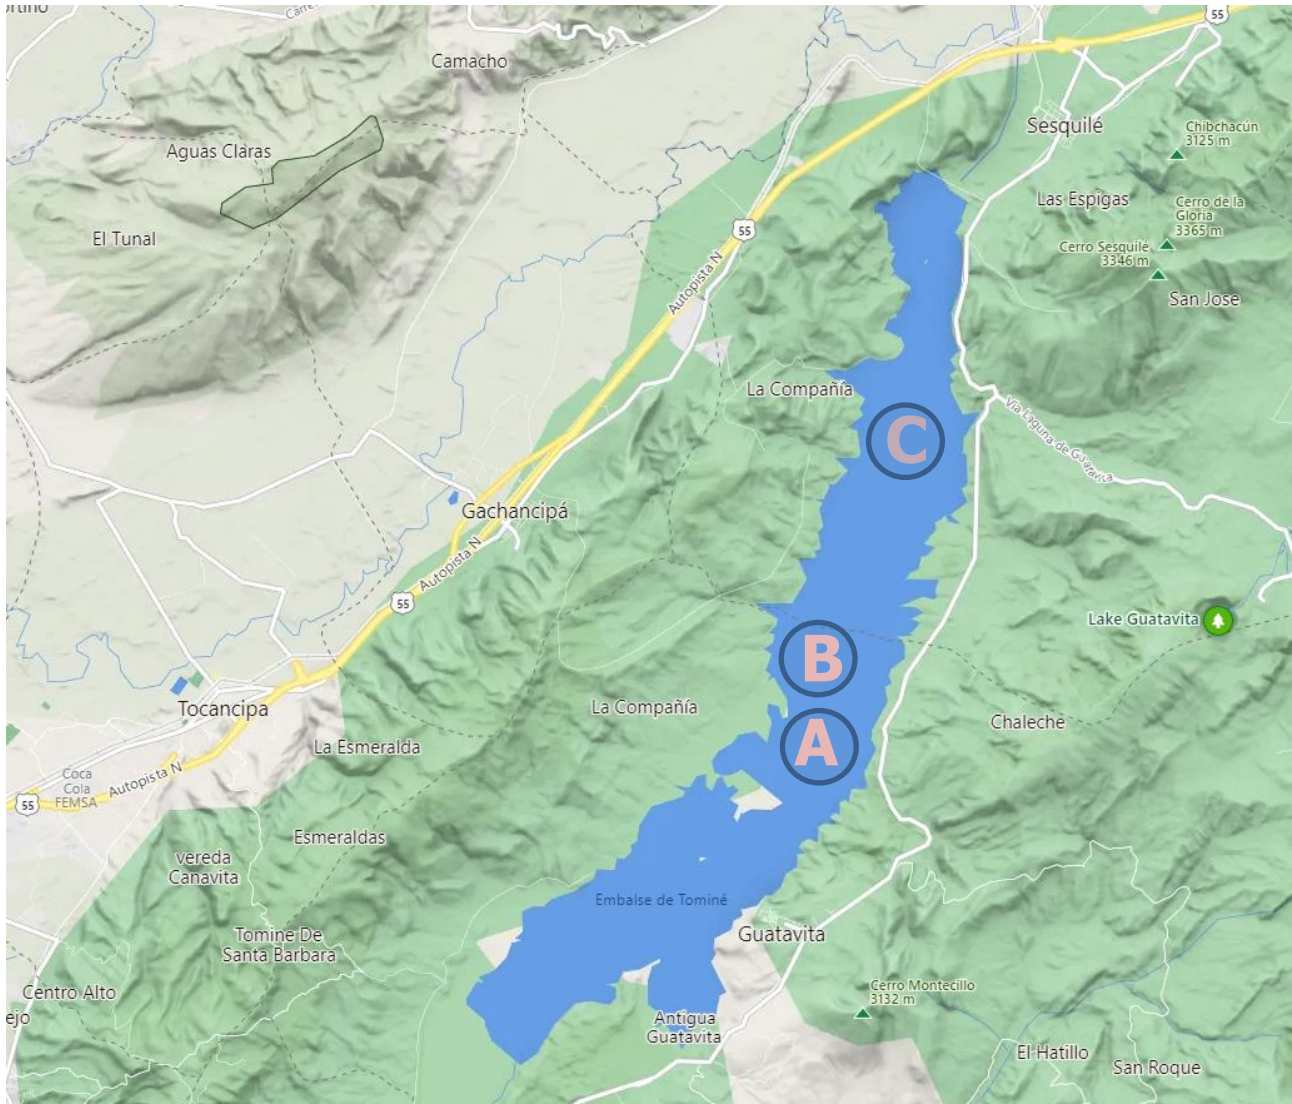 55
Camacho
Sesquilé
Chibchacún
3125 m
Aguas Claras
Las Espigas
Cerro de la
Gloria
3365 m
El Tunal
55
Cerro Sesquile
3346 m
Autopista N
San Jose
La Compañía
Vía Laguna de Guatavita
C
Gachancipá
Autopista N
55
Lake Guatavita
B
La Compañía
Tocancipa
Chaleche
La Esmeralda
A
Coca
Cola
FEMSA
Autopista N
55
Esmeraldas
vereda
Canavita
Embalse de Tominé
Guatavita
Tomine De
Santa Barbara
Cerro Montecillo
3132 m
Centro Alto
ejo
Antigua
Guatavita
El Hatillo
San Roque